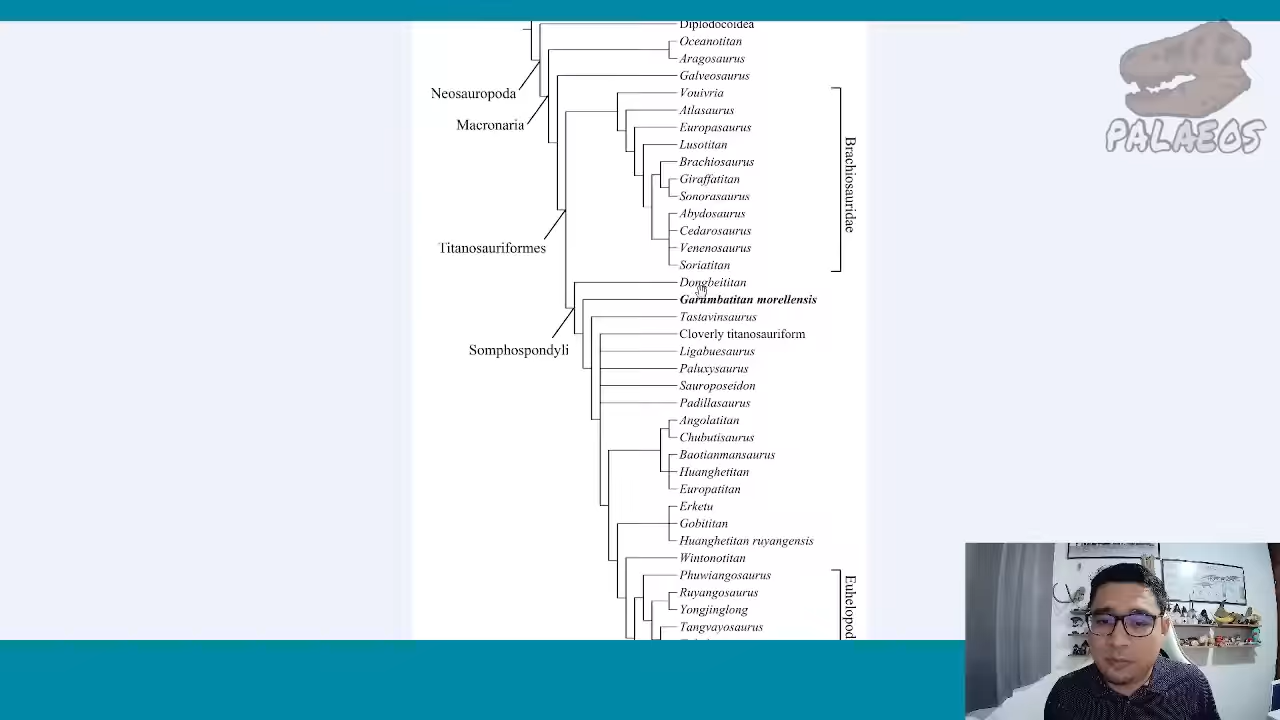 Diplodocoidea
Oceanotitan
Aragosaurus
Galveosaurus
Neosauropoda
Vouivria
Atlasaurus
Macronaria
Europasaurus
Lusotitan
Brachiosaurus
Giraffatitan
Sonorasaurus
Brachiosauridae
Abydosaurus
Cedarosaurus
Titanosauriformes
Venenosaurus
Soriatitan
Dongbeititan
Garumbatitan morellensis
Tastavinsaurus
Cloverly titanosauriform
Somphospondyli
Ligabuesaurus
Paluxysaurus
Sauroposeidon
Padillasaurus
Angolatitan
Chubutisaurus
Baotianmansaurus
Huanghetitan
Europatitan
Erketu
Gobititan
Huanghetitan ruyangensis
Wintonotitan
Phuwiangosaurus
Ruyangosaurus
Yongjinglong
Tangvayosaurus
Euhelopod
PALAEOS